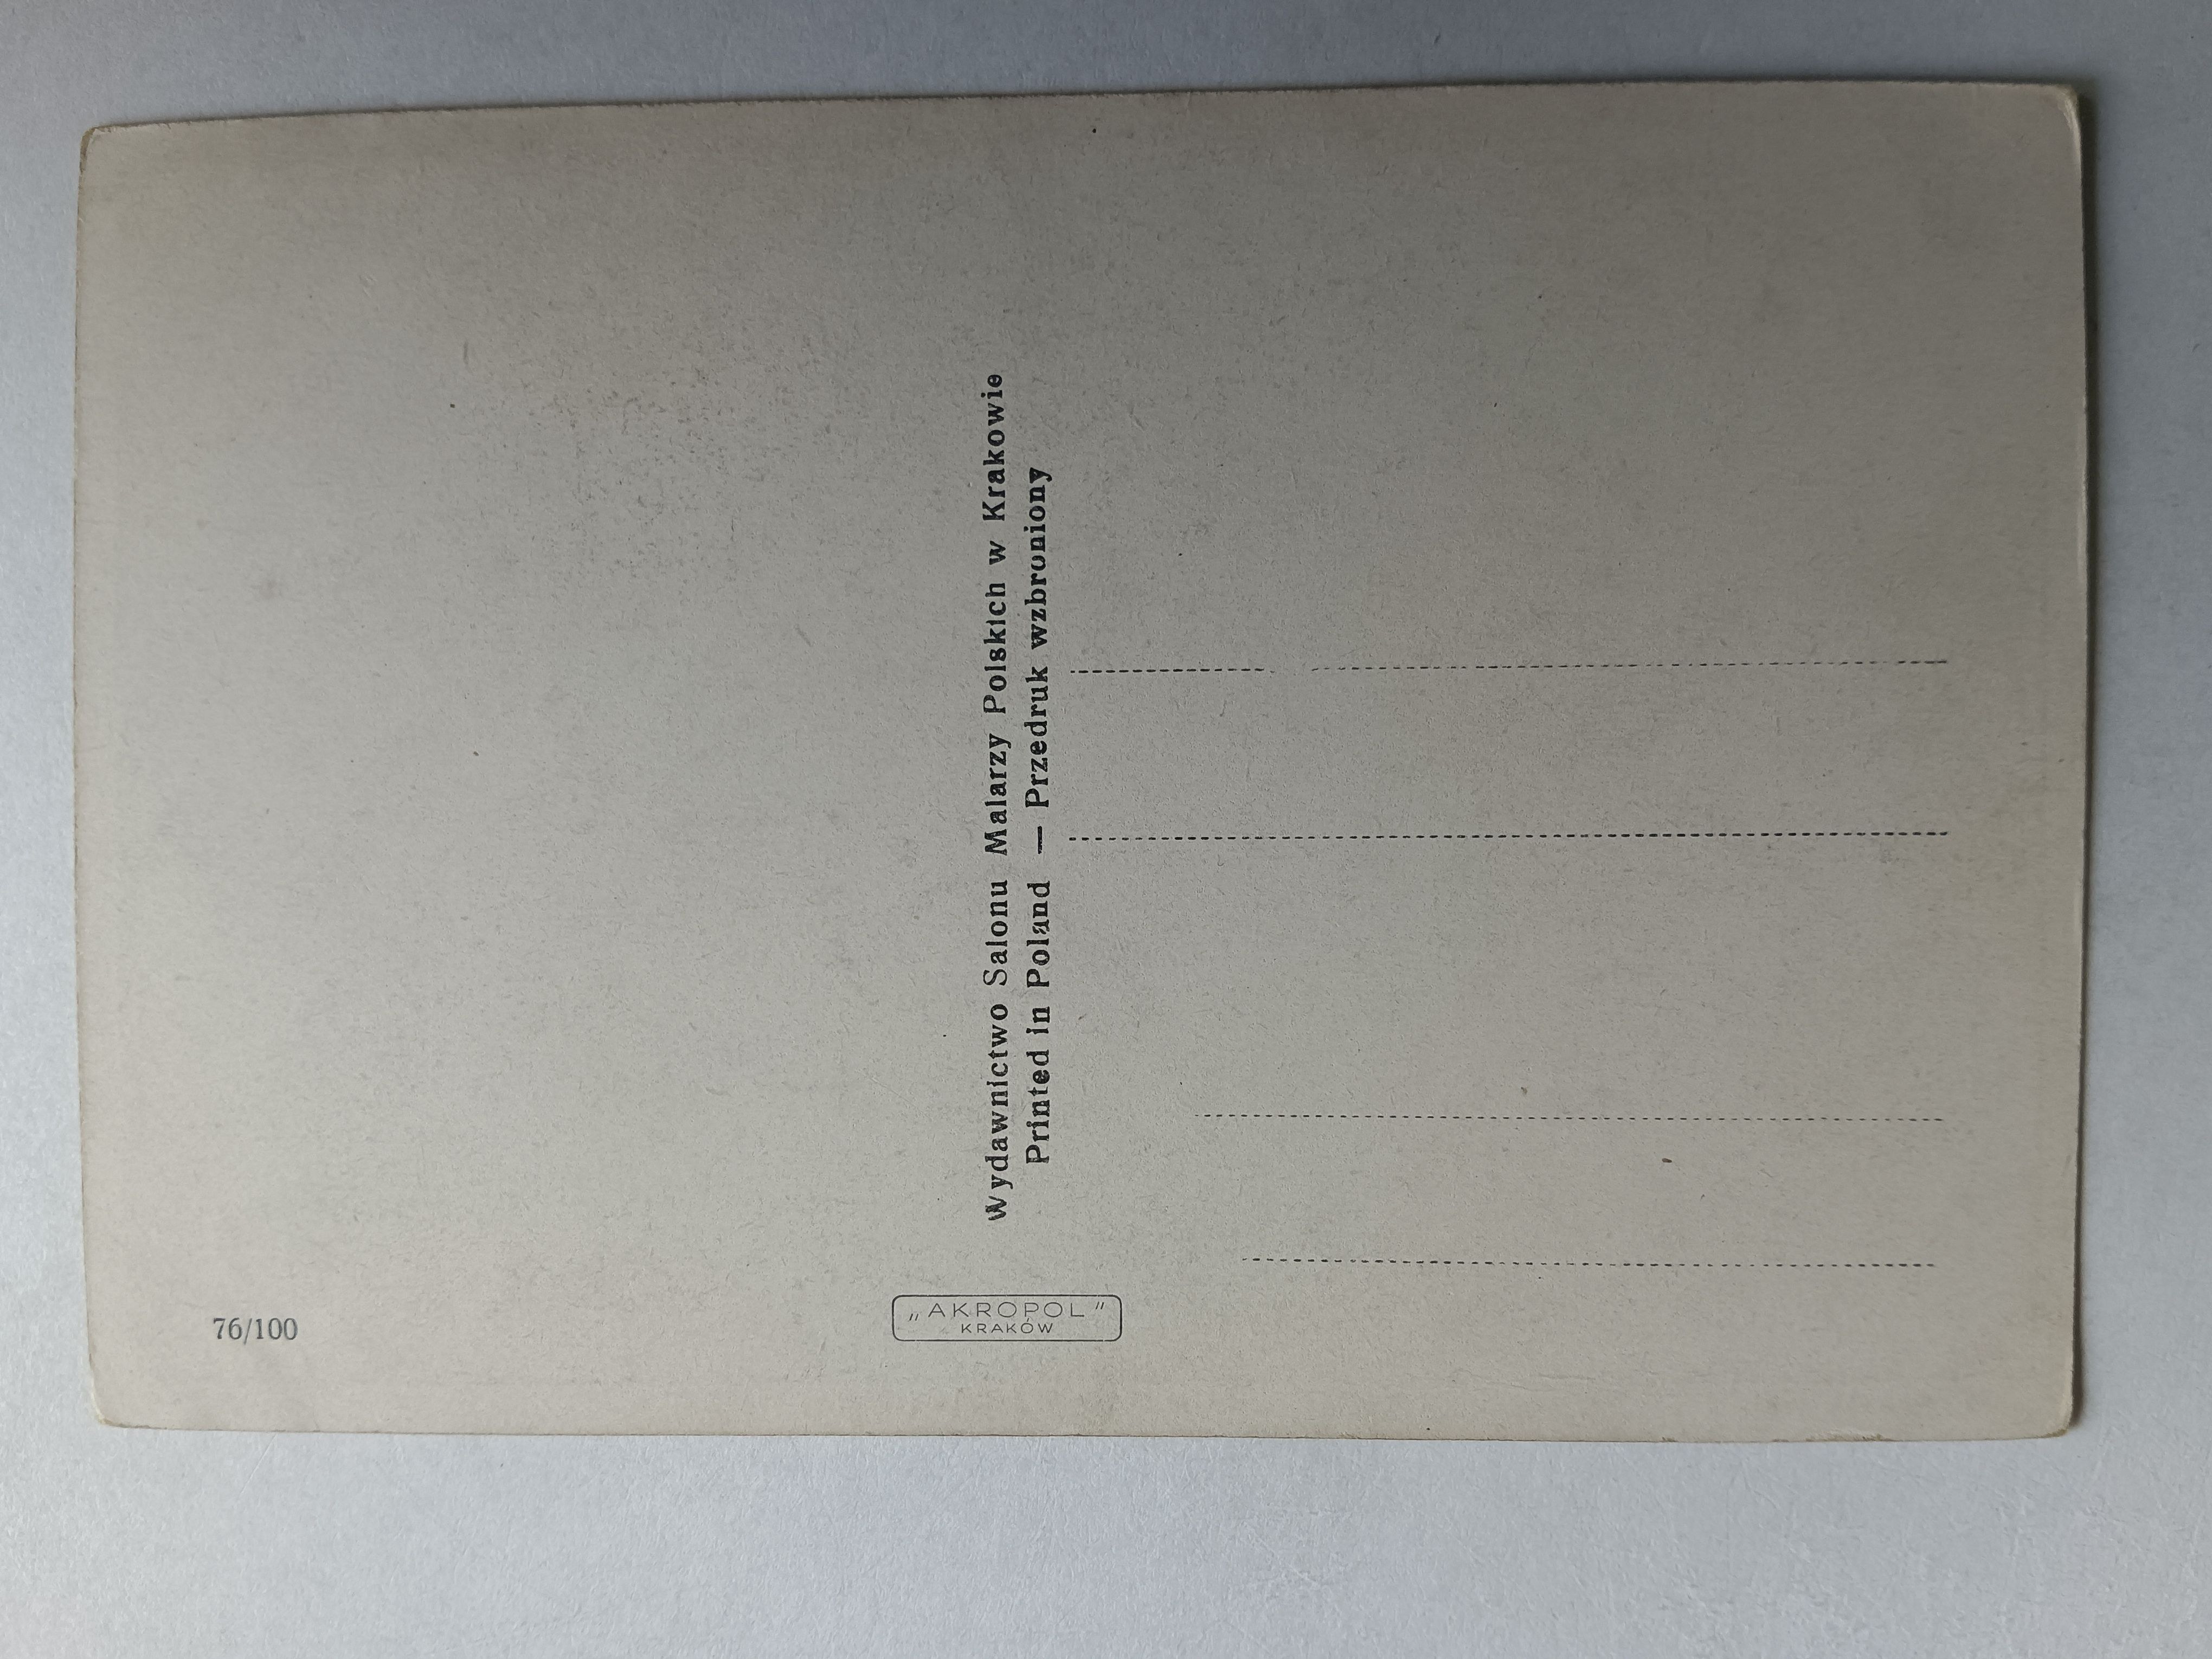 Wydawnictwo Salonu Malarzy Polskich w Krakowie
Printed in Poland — Przedruk wzbroniony
76/100
„AKROPOL"
KRAKÓW